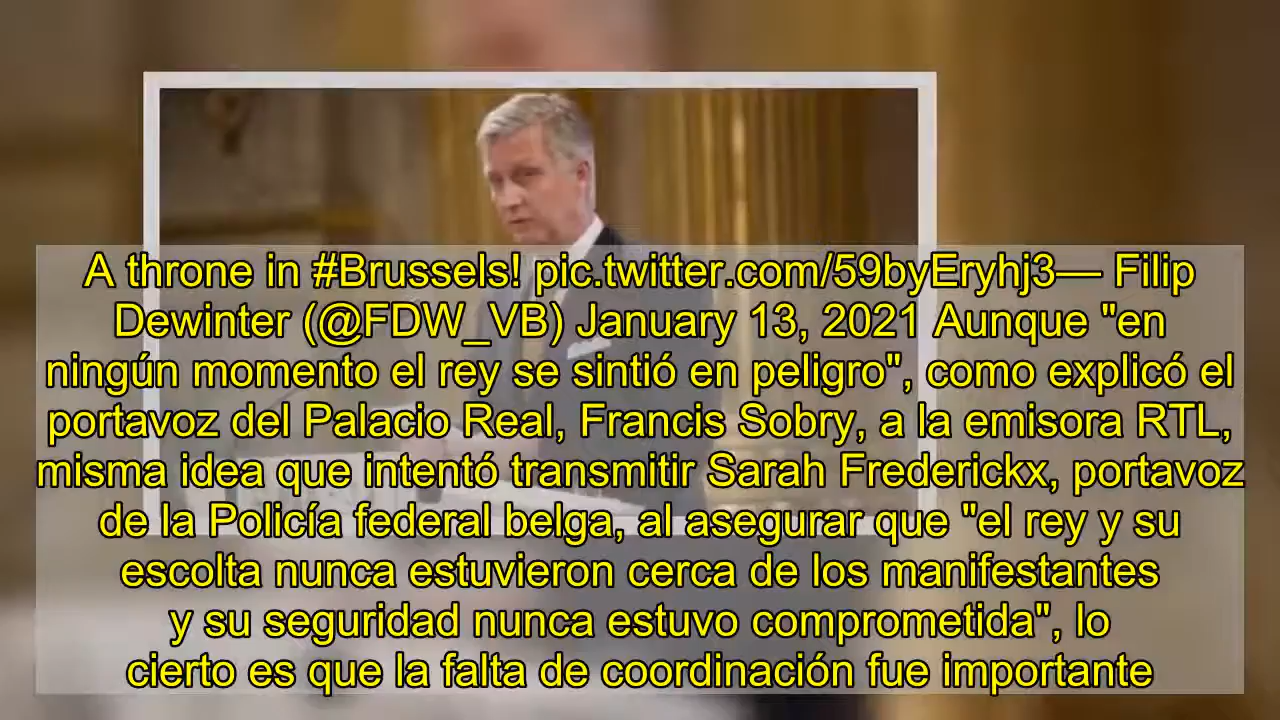 A throne in #Brussels! pic.twitter.com/59byEryhj3— Filip
Dewinter (@FDW_VB) January 13, 2021 Aunque "en
ningún momento el rey se sintió en peligro", como explicó el
portavoz del Palacio Real, Francis Sobry, a la emisora RTL,
misma idea que intentó transmitir Sarah Frederickx, portavoz
de la Policía federal belga, al asegurar que "el rey y su
escolta nunca estuvieron cerca de los manifestantes
y su seguridad nunca estuvo comprometida", lo
cierto es que la falta de coordinación fue importante